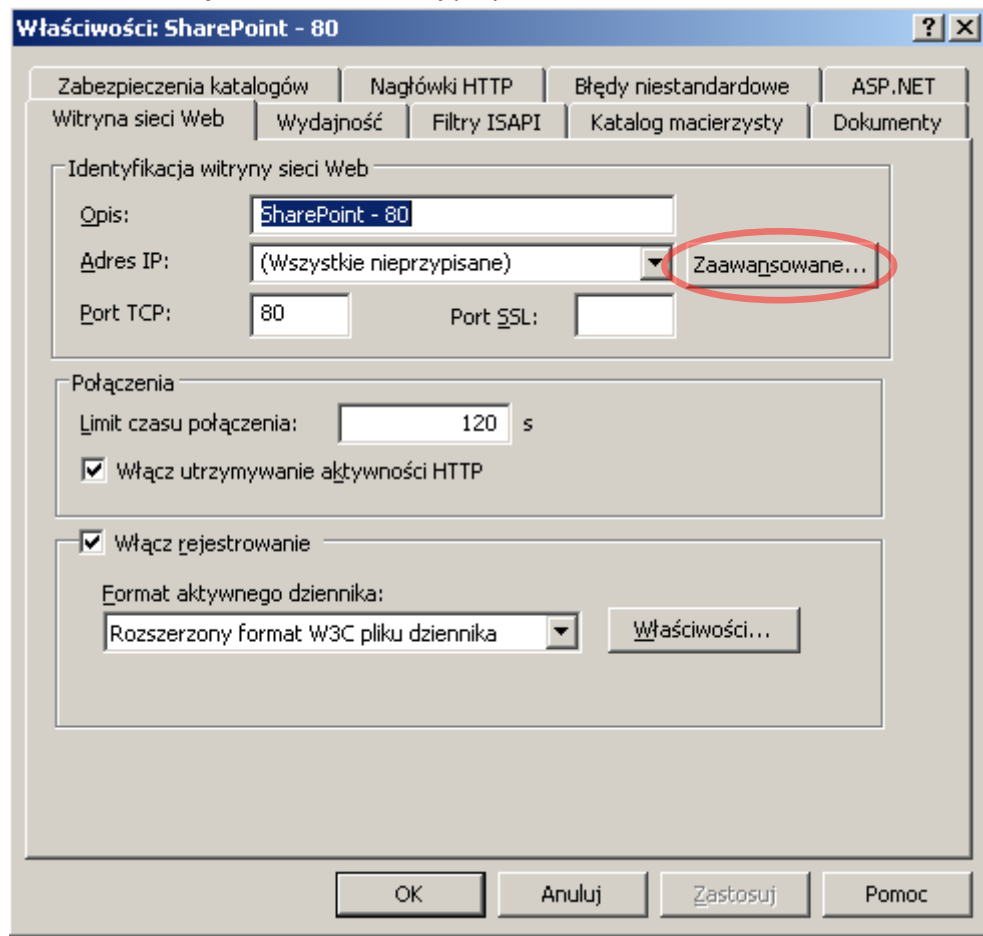 Właściwości: SharePoint - 80
Zabezpieczenia katalogów Nagłówki HTTP Błędy niestandardowe ASP.NET
Witryna sieci Web Wydajność Filtry ISAPI Katalog macierzysty Dokumenty
Identyfikacja witryny sieci Web
Opis: SharePoint - 80
Adres IP: (Wszystkie nieprzypisane) Zaawansowane...
Port TCP: 80 Port SSL:
Połączenia
Limit czasu połączenia: 120 s
Włącz utrzymywanie aktywności HTTP
Włącz rejestrowanie
Format aktywnego dziennika:
Rozszerzony format W3C pliku dziennika Właściwości...
OK Anuluj Zastosuj Pomoc